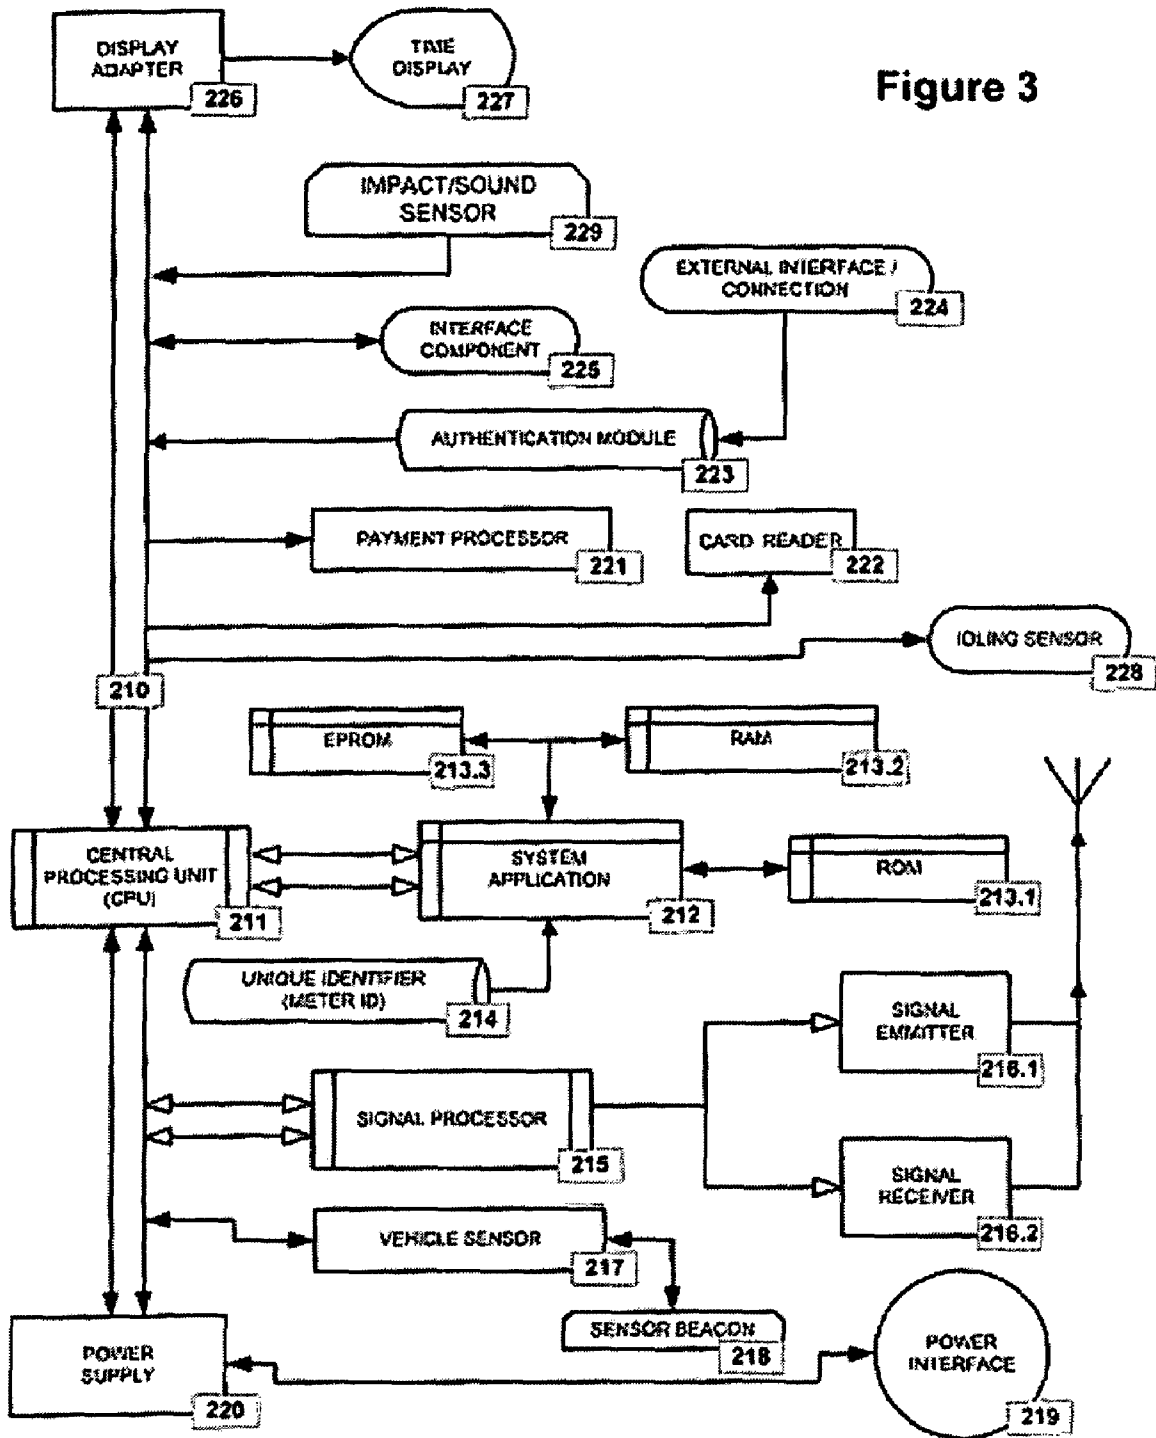 DISPLAY
ADAPTER
226
TIME
DISPLAY
227
Figure 3
IMPACT/SOUND
SENSOR
229
EXTERNAL INTERFACE /
CONNECTION
224
INTERFACE
COMPONENT
225
AUTHENTICATION MODULE
223
PAYMENT PROCESSOR
221
CARD READER
222
IDLING SENSOR
228
210
EPROM
213.3
RAM
213.2
CENTRAL
PROCESSING UNIT
(CPU)
211
SYSTEM
APPLICATION
212
ROM
213.1
UNIQUE IDENTIFIER
(METER ID)
214
SIGNAL
EMMITTER
216.1
SIGNAL PROCESSOR
215
SIGNAL
RECEIVER
216.2
VEHICLE SENSOR
217
SENSOR BEACON
218
POWER
SUPPLY
220
POWER
INTERFACE
219